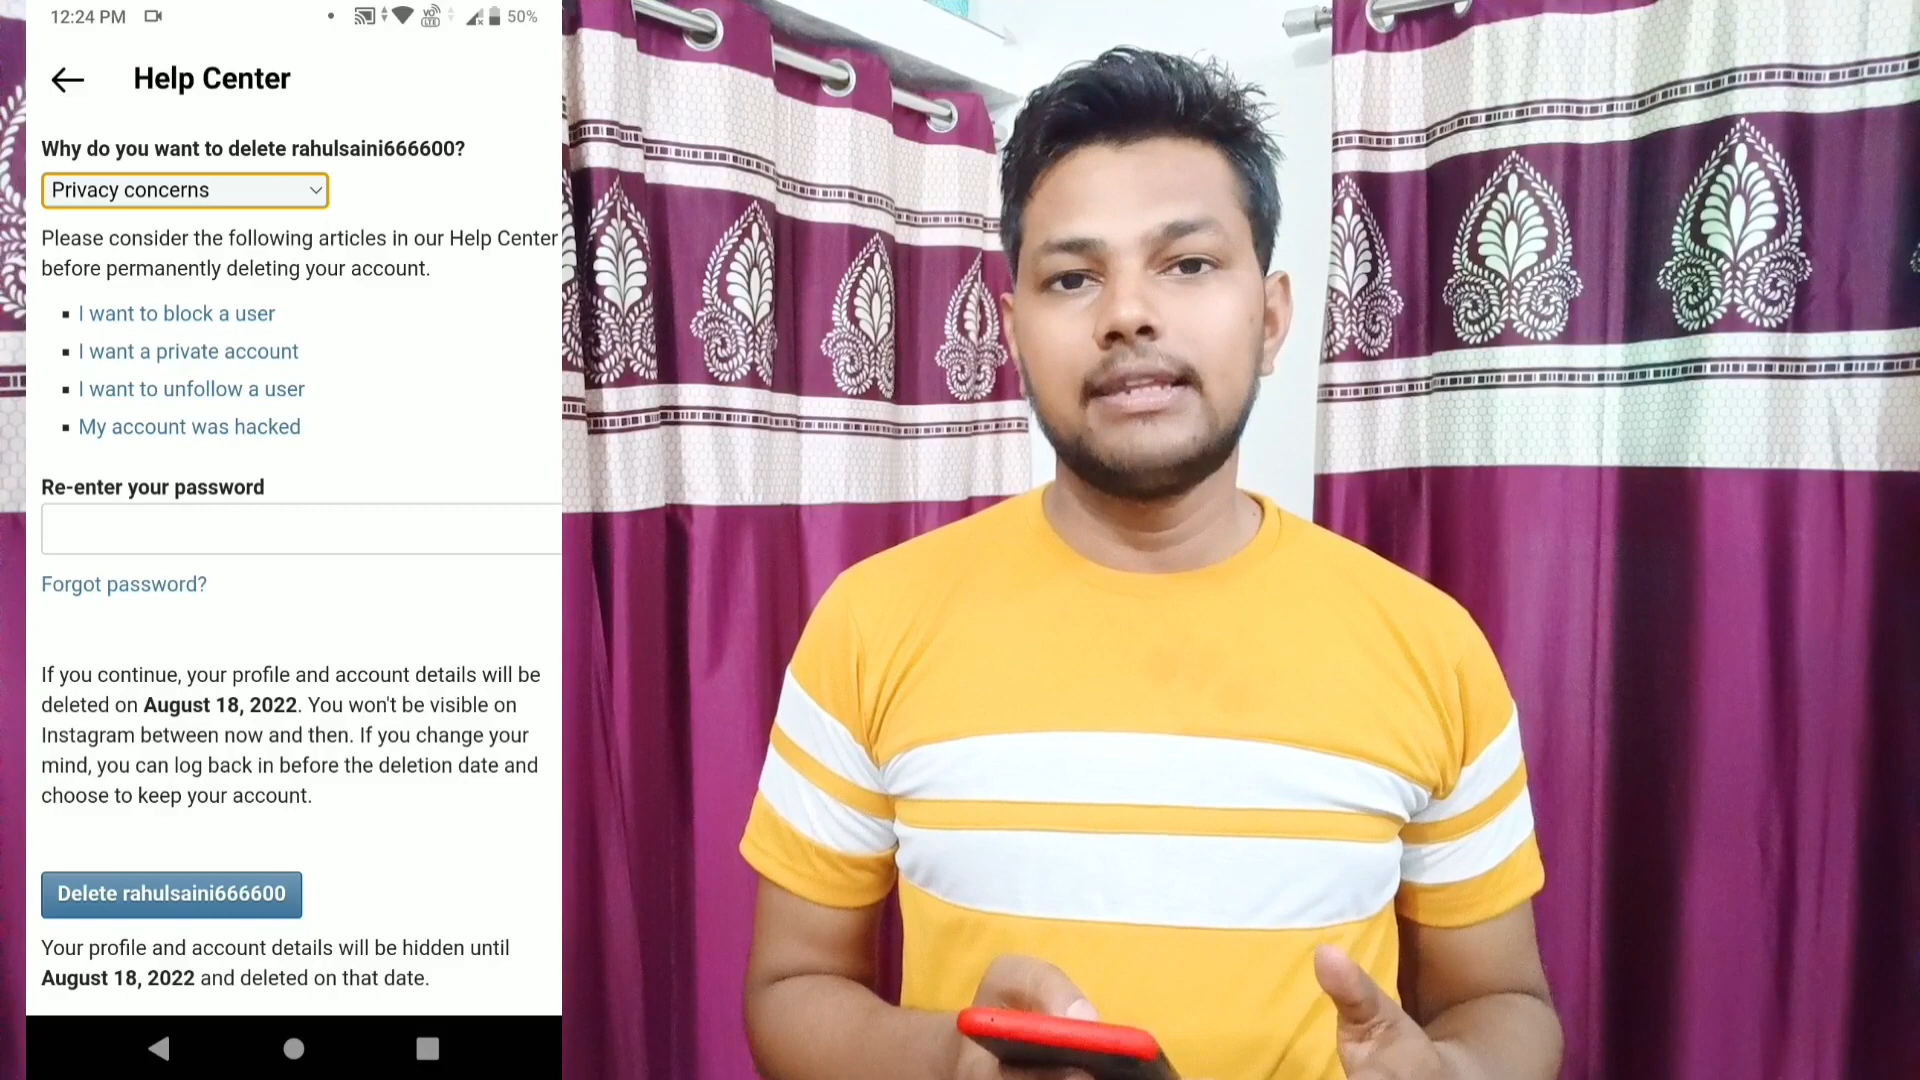 12:24 PM
VO LTE
50%
Help Center
Why do you want to delete rahulsaini666600?
Privacy concerns
Please consider the following articles in our Help Center
before permanently deleting your account.
I want to block a user
I want a private account
I want to unfollow a user
My account was hacked
Re-enter your password
Forgot password?
If you continue, your profile and account details will be
deleted on August 18, 2022. You won't be visible on
Instagram between now and then. If you change your
mind, you can log back in before the deletion date and
choose to keep your account.
Delete rahulsaini666600
Your profile and account details will be hidden until
August 18, 2022 and deleted on that date.